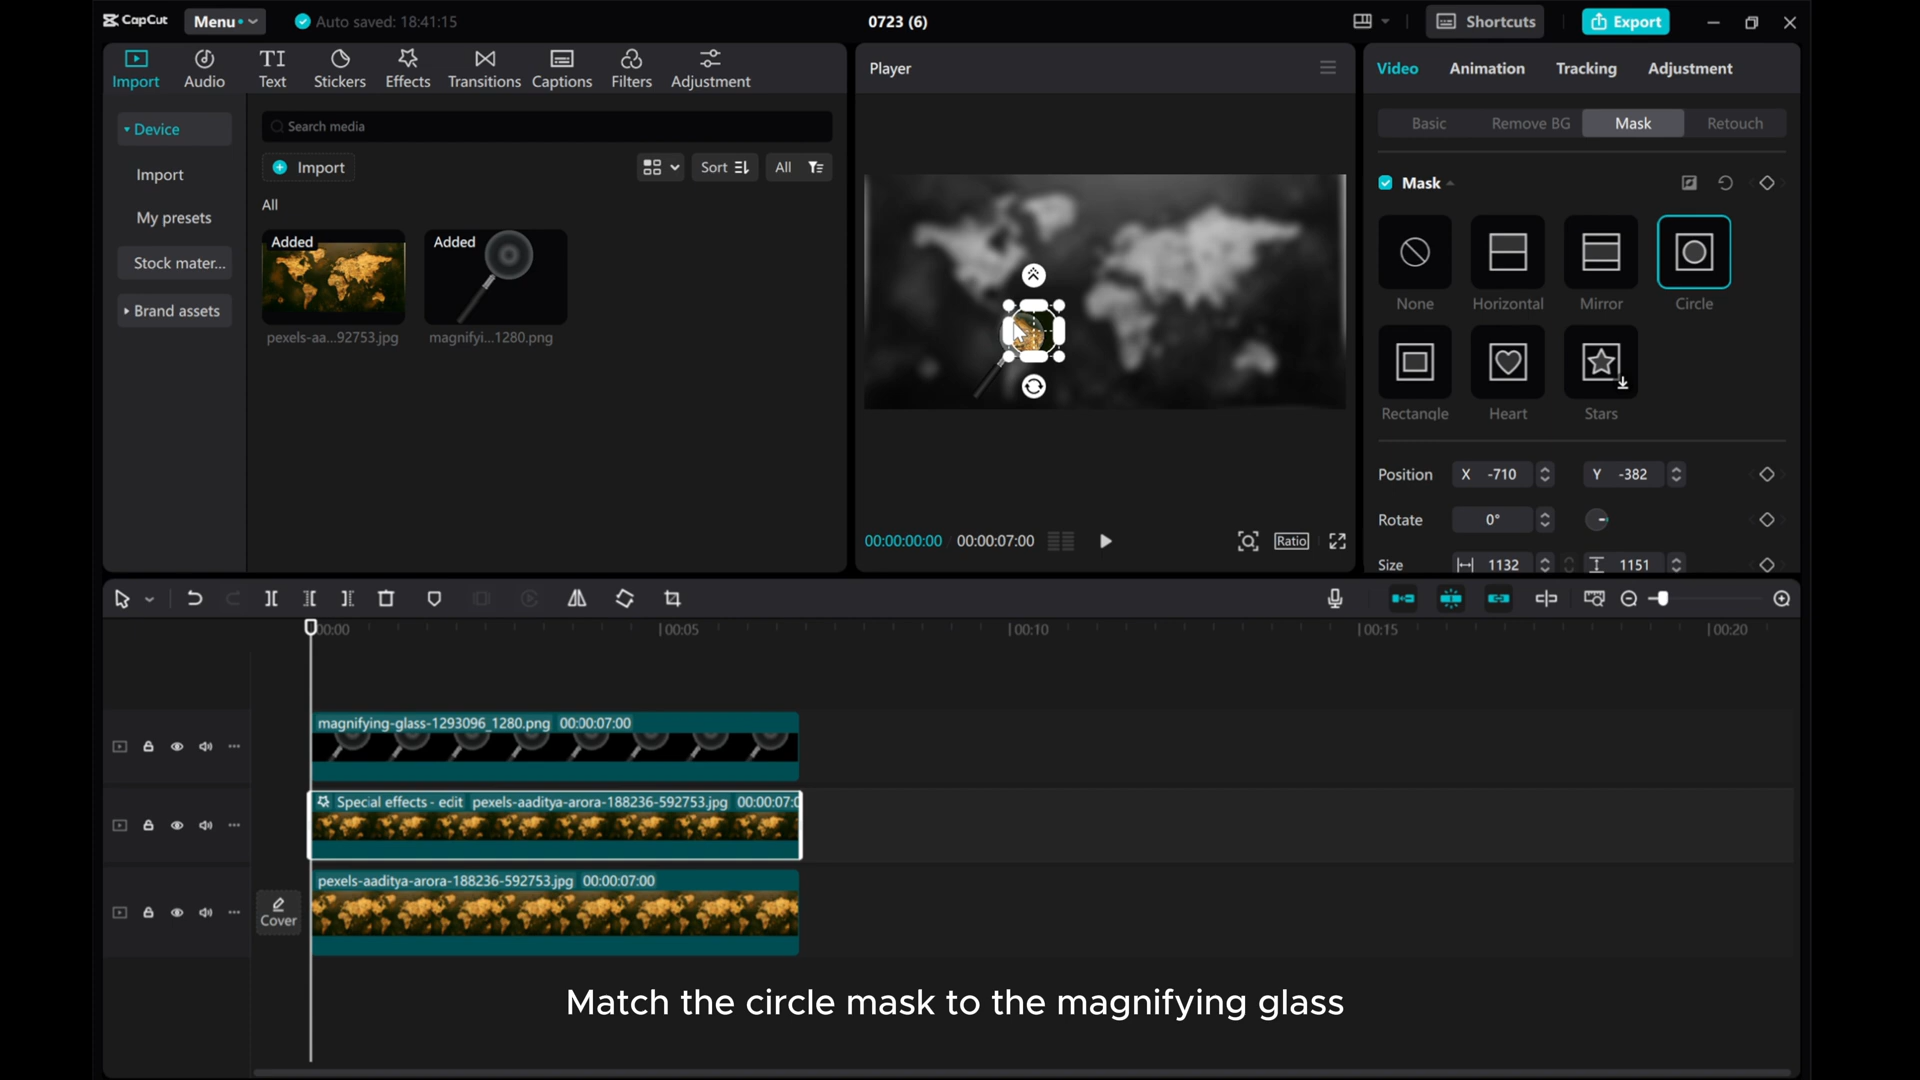 CapCut
Menu
Auto saved: 18:41:15
0723 (6)
Shortcuts
Export
Import
Audio
TI
Text
Stickers
Effects
Transitions
Captions
Filters
Adjustment
Device
Import
My presets
Stock mater...
Brand assets
Search media
Import
Sort
All
All
Added
pexels-aa...92753.jpg
Added
magnifyi...1280.png
Player
00:00:00:00
00:00:07:00
Ratio
Video
Animation
Tracking
Adjustment
Basic
Remove BG
Mask
Retouch
Mask
None
Horizontal
Mirror
Circle
Rectangle
Heart
Stars
Position
X -710
Y -382
Rotate
0°
Size
1132
1151
00:00
00:05
00:10
00:15
00:20
magnifying-glass-1293096_1280.png 00:00:07:00
Special effects - edit pexels-aaditya-arora-188236-592753.jpg 00:00:07:0
pexels-aaditya-arora-188236-592753.jpg 00:00:07:00
Cover
Match the circle mask to the magnifying glass